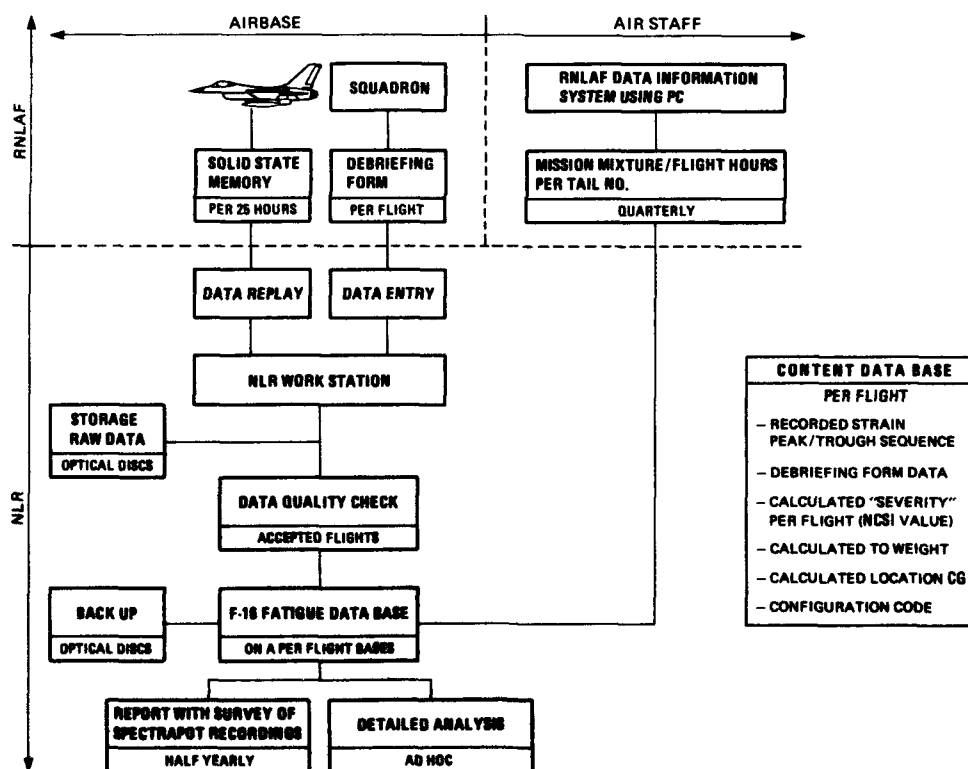 AIRBASE
AIR STAFF
RNLAF
SQUADRON
RNLAF DATA INFORMATION
SYSTEM USING PC
SOLID STATE
MEMORY
PER 25 HOURS
DEBRIEFING
FORM
PER FLIGHT
MISSION MIXTURE/FLIGHT HOURS
PER TAIL NO.
QUARTERLY
NLR
DATA REPLAY
DATA ENTRY
NLR WORK STATION
STORAGE
RAW DATA
OPTICAL DISCS
DATA QUALITY CHECK
ACCEPTED FLIGHTS
BACK UP
OPTICAL DISCS
F-16 FATIGUE DATA BASE
ON A PER FLIGHT BASES
REPORT WITH SURVEY OF
SPECTRAPOT RECORDINGS
HALF YEARLY
DETAILED ANALYSIS
AD HOC
CONTENT DATA BASE
PER FLIGHT
– RECORDED STRAIN
PEAK/TROUGH SEQUENCE
– DEBRIEFING FORM DATA
– CALCULATED "SEVERITY"
PER FLIGHT (NCSI VALUE)
– CALCULATED TO WEIGHT
– CALCULATED LOCATION CG
– CONFIGURATION CODE